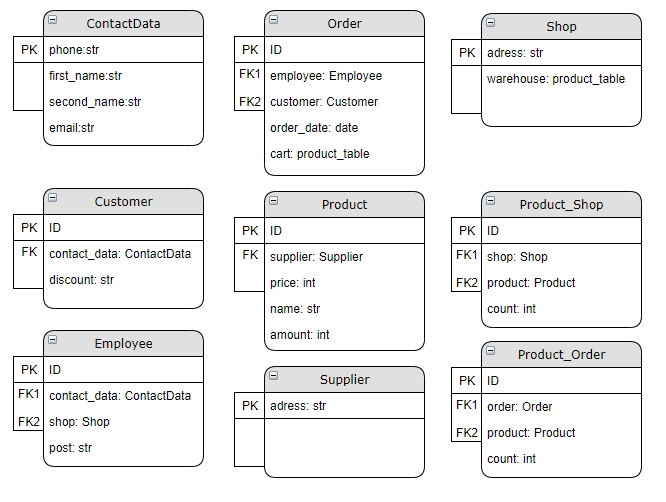 ContactData
PK phone:str
first_name:str
second_name:str
email:str
Order
PK ID
FK1 employee: Employee
FK2 customer: Customer
order_date: date
cart: product_table
Shop
PK adress: str
warehouse: product_table
Customer
PK ID
FK contact_data: ContactData
discount: str
Product
PK ID
FK supplier: Supplier
price: int
name: str
amount: int
Product_Shop
PK ID
FK1 shop: Shop
FK2 product: Product
count: int
Employee
PK ID
FK1 contact_data: ContactData
FK2 shop: Shop
post: str
Supplier
PK adress: str
Product_Order
PK ID
FK1 order: Order
FK2 product: Product
count: int